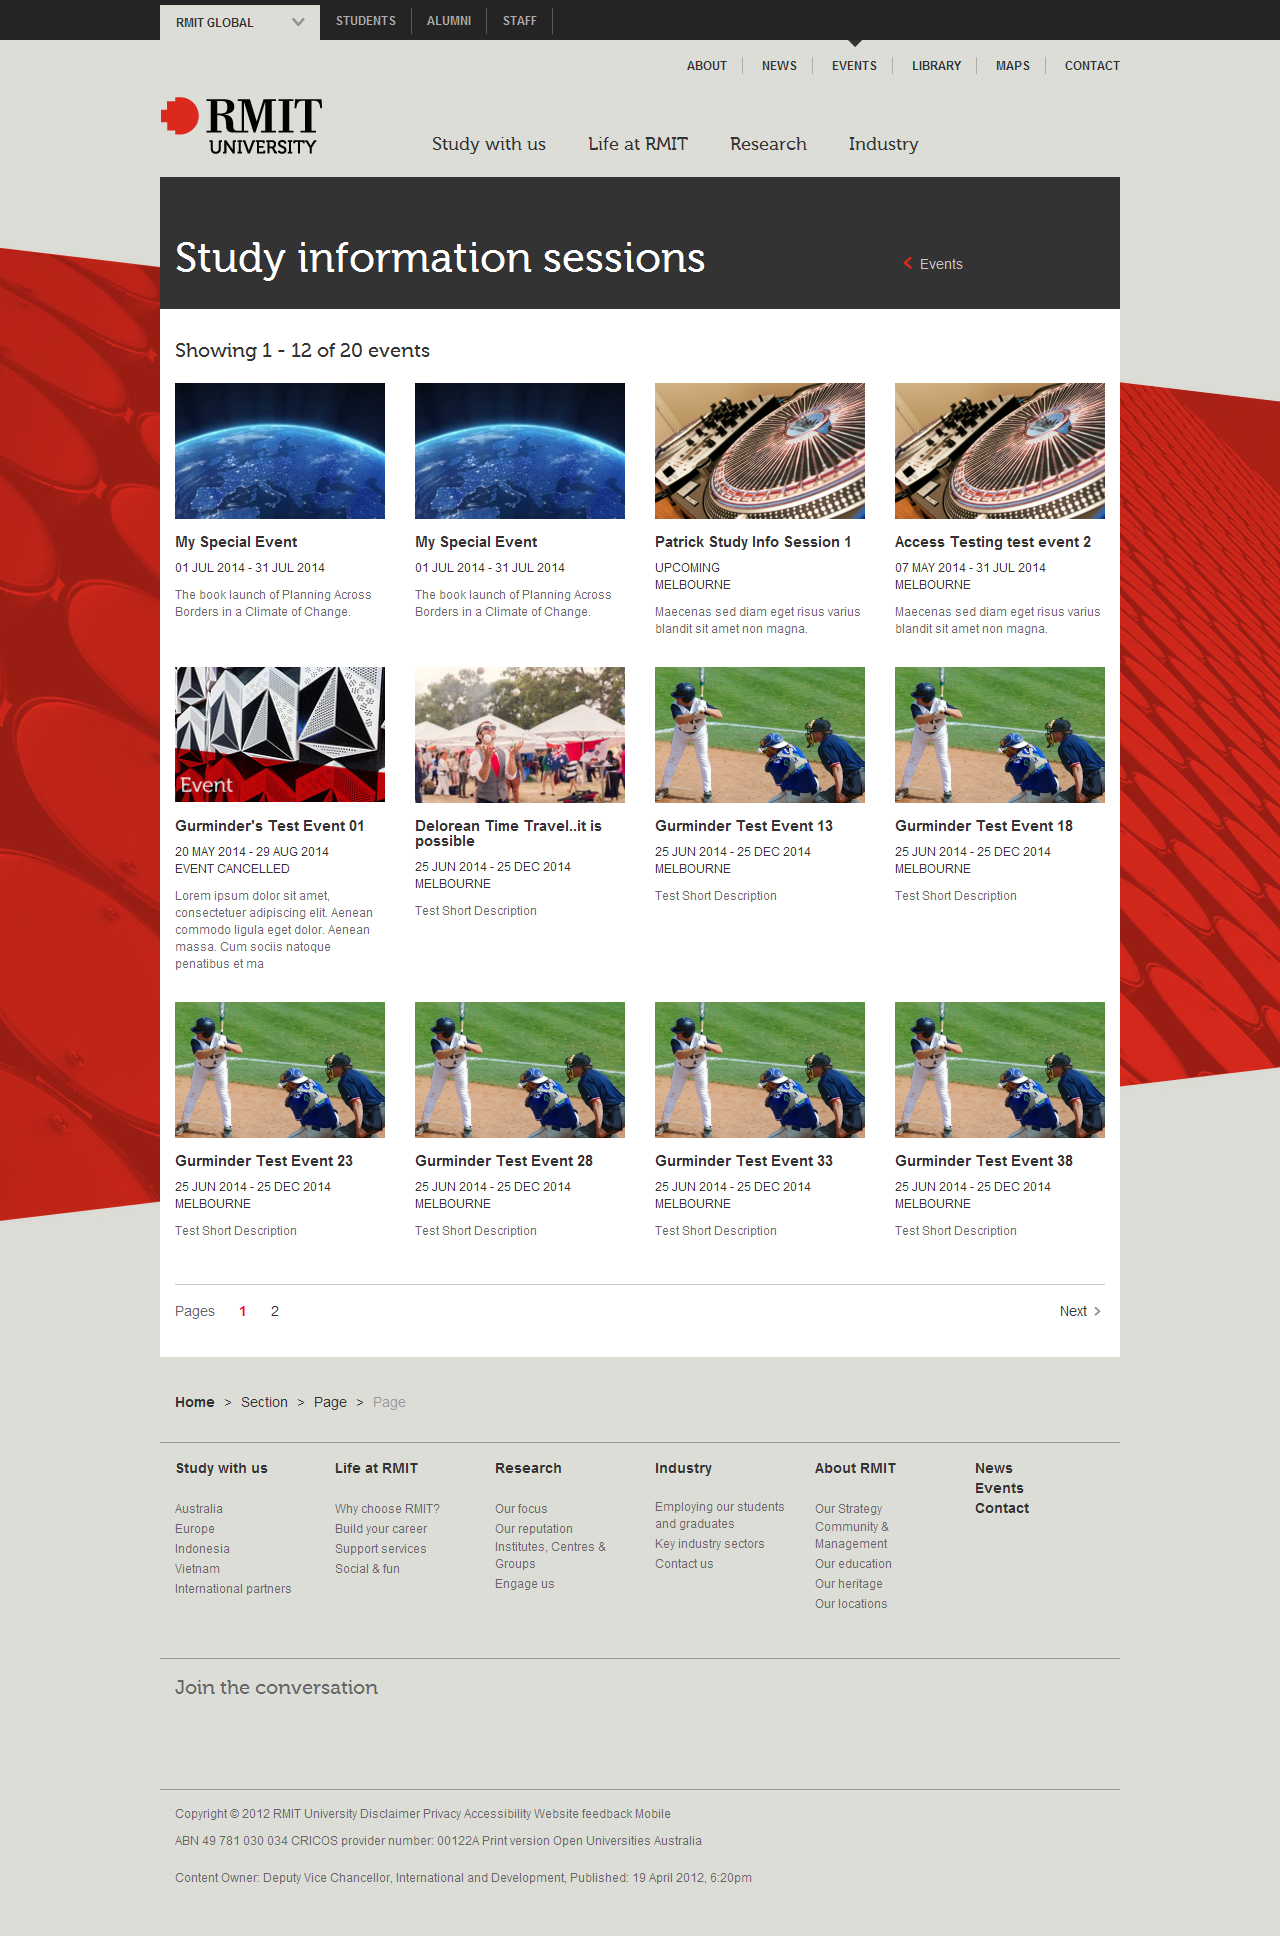 RMIT GLOBAL
STUDENTS
ALUMNI
STAFF
ABOUT
NEWS
EVENTS
LIBRARY
MAPS
CONTACT
RMIT
UNIVERSITY
Study with us
Life at RMIT
Research
Industry
Study information sessions
Events
Showing 1 - 12 of 20 events
My Special Event
01 JUL 2014 - 31 JUL 2014
The book launch of Planning Across
Borders in a Climate of Change.
My Special Event
01 JUL 2014 - 31 JUL 2014
The book launch of Planning Across
Borders in a Climate of Change.
Patrick Study Info Session 1
UPCOMING
MELBOURNE
Maecenas sed diam eget risus varius
blandit sit amet non magna.
Access Testing test event 2
07 MAY 2014 - 31 JUL 2014
MELBOURNE
Maecenas sed diam eget risus varius
blandit sit amet non magna.
Event
Gurminder's Test Event 01
20 MAY 2014 - 29 AUG 2014
EVENT CANCELLED
Lorem ipsum dolor sit amet,
consectetuer adipiscing elit. Aenean
commodo ligula eget dolor. Aenean
massa. Cum sociis natoque
penatibus et ma
Delorean Time Travel..it is
possible
25 JUN 2014 - 25 DEC 2014
MELBOURNE
Test Short Description
Gurminder Test Event 13
25 JUN 2014 - 25 DEC 2014
MELBOURNE
Test Short Description
Gurminder Test Event 18
25 JUN 2014 - 25 DEC 2014
MELBOURNE
Test Short Description
Gurminder Test Event 23
25 JUN 2014 - 25 DEC 2014
MELBOURNE
Test Short Description
Gurminder Test Event 28
25 JUN 2014 - 25 DEC 2014
MELBOURNE
Test Short Description
Gurminder Test Event 33
25 JUN 2014 - 25 DEC 2014
MELBOURNE
Test Short Description
Gurminder Test Event 38
25 JUN 2014 - 25 DEC 2014
MELBOURNE
Test Short Description
Pages 1 2
Next >
Home > Section > Page > Page
Study with us
Australia
Europe
Indonesia
Vietnam
International partners
Life at RMIT
Why choose RMIT?
Build your career
Support services
Social & fun
Research
Our focus
Our reputation
Institutes, Centres &
Groups
Engage us
Industry
Employing our students
and graduates
Key industry sectors
Contact us
About RMIT
Our Strategy
Community &
Management
Our education
Our heritage
Our locations
News
Events
Contact
Join the conversation
Copyright © 2012 RMIT University Disclaimer Privacy Accessibility Website feedback Mobile
ABN 49 781 030 034 CRICOS provider number: 00122A Print version Open Universities Australia
Content Owner: Deputy Vice Chancellor, International and Development, Published: 19 April 2012, 6:20pm